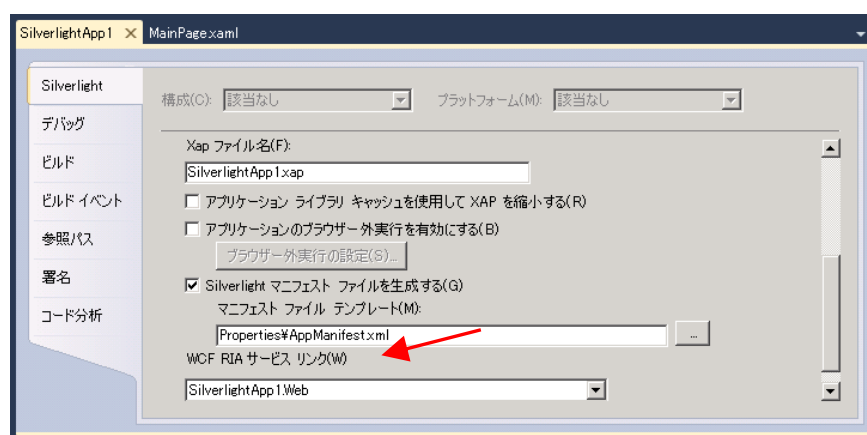 SilverlightApp1 × MainPage.xaml
Silverlight
デバッグ
ビルド
ビルド イベント
参照パス
署名
コード分析
構成(C): 該当なし プラットフォーム(M): 該当なし
Xap ファイル名(F):
SilverlightApp1.xap
アプリケーション ライブラリ キャッシュを使用して XAP を縮小する(R)
アプリケーションのブラウザー外実行を有効にする(B)
ブラウザー外実行の設定(S)...
Silverlight マニフェスト ファイルを生成する(G)
マニフェスト ファイル テンプレート(M):
Properties¥AppManifest.xml ...
WCF RIA サービス リンク(W)
SilverlightApp1.Web